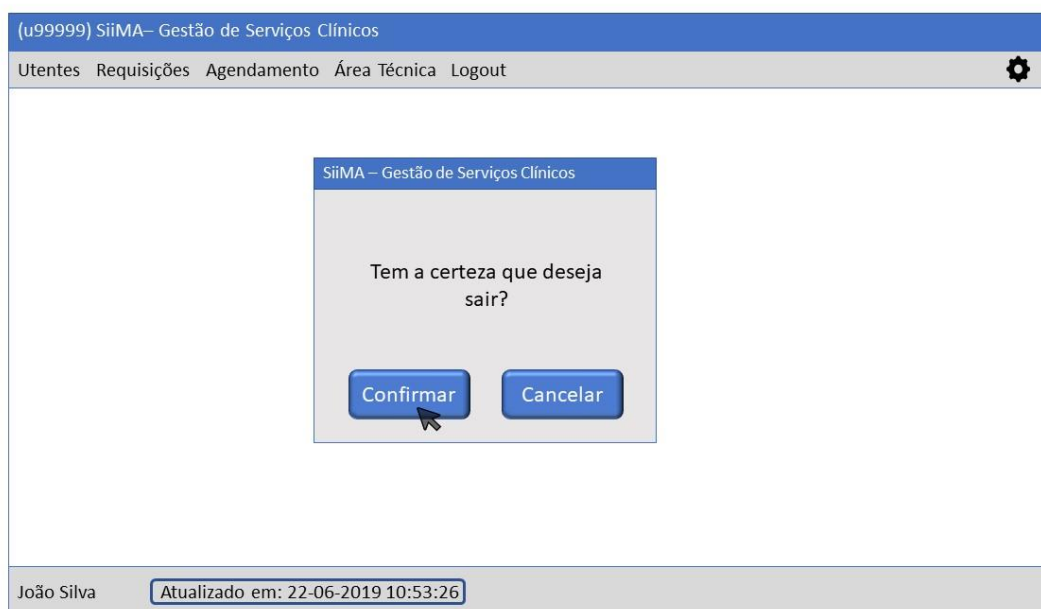 (u99999) SiiMA– Gestão de Serviços Clínicos
Utentes Requisições Agendamento Área Técnica Logout
SiiMA – Gestão de Serviços Clínicos
Tem a certeza que deseja
sair?
Confirmar Cancelar
João Silva Atualizado em: 22-06-2019 10:53:26